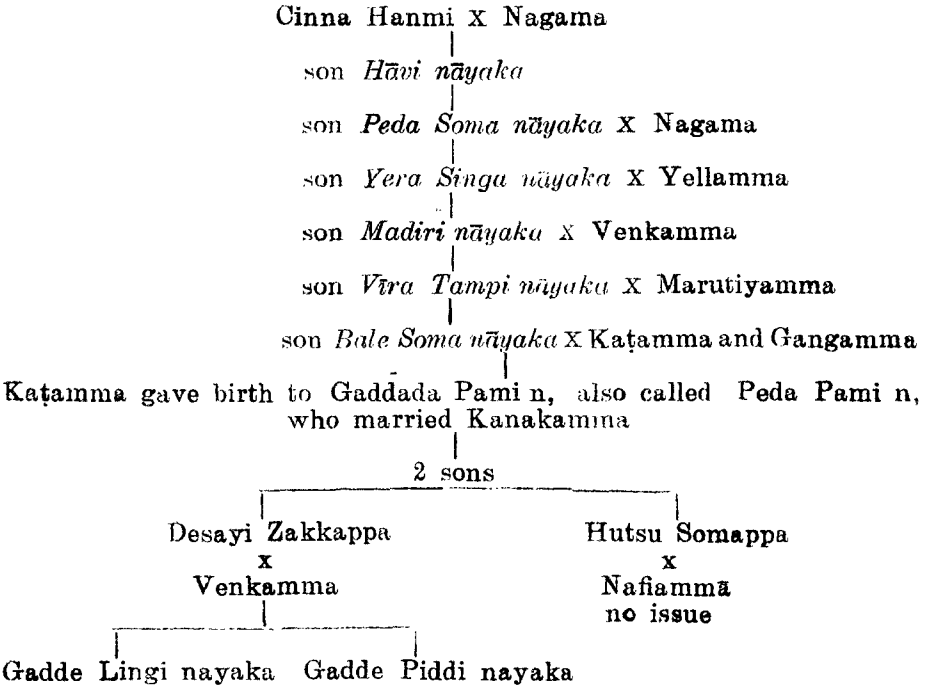 Cinna Hanmi x Nagama
son Hāvi nāyaka
son Peda Soma nāyaka X Nagama
son Yera Singa nāyaka X Yellamma
son Madiri nāyaka X Venkamma
son Vīra Tampi nāyaka X Marutiyamma
son Bale Soma nāyaka X Kaṭamma and Gangamma
Kaṭamma gave birth to Gaddada Pami n, also called Peda Pami n,
who married Kanakamma
2 sons
Desayi Zakkappa Hutsu Somappa
x x
Venkamma Nafiammā
no issue
Gadde Lingi nayaka Gadde Piddi nayaka